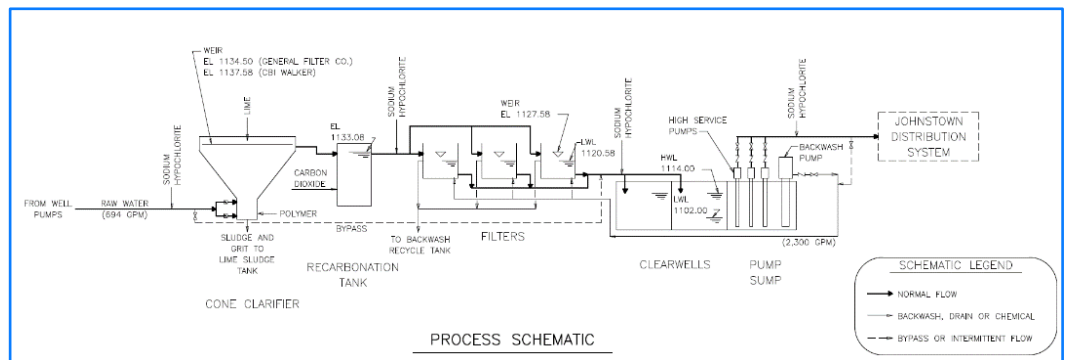 WEIR
EL 1134.50 (GENERAL FILTER CO.)
EL 1137.58 (CBI WALKER)
LIME
SODIUM
HYPOCHLORITE
FROM WELL
PUMPS
RAW WATER
(694 GPM)
POLYMER
SLUDGE AND
GRIT TO
LIME SLUDGE
TANK
CONE CLARIFIER
EL
1133.08
CARBON
DIOXIDE
BYPASS
RECARBONATION
TANK
SODIUM
HYPOCHLORITE
WEIR
EL 1127.58
LWL
1120.58
TO BACKWASH
RECYCLE TANK
FILTERS
SODIUM
HYPOCHLORITE
HWL
1114.00
LWL
1102.00
CLEARWELLS
HIGH SERVICE
PUMPS
SODIUM
HYPOCHLORITE
BACKWASH
PUMP
(2,300 GPM)
PUMP
SUMP
JOHNSTOWN
DISTRIBUTION
SYSTEM
SCHEMATIC LEGEND
NORMAL FLOW
BACKWASH, DRAIN OR CHEMICAL
BYPASS OR INTERMITTENT FLOW
PROCESS SCHEMATIC